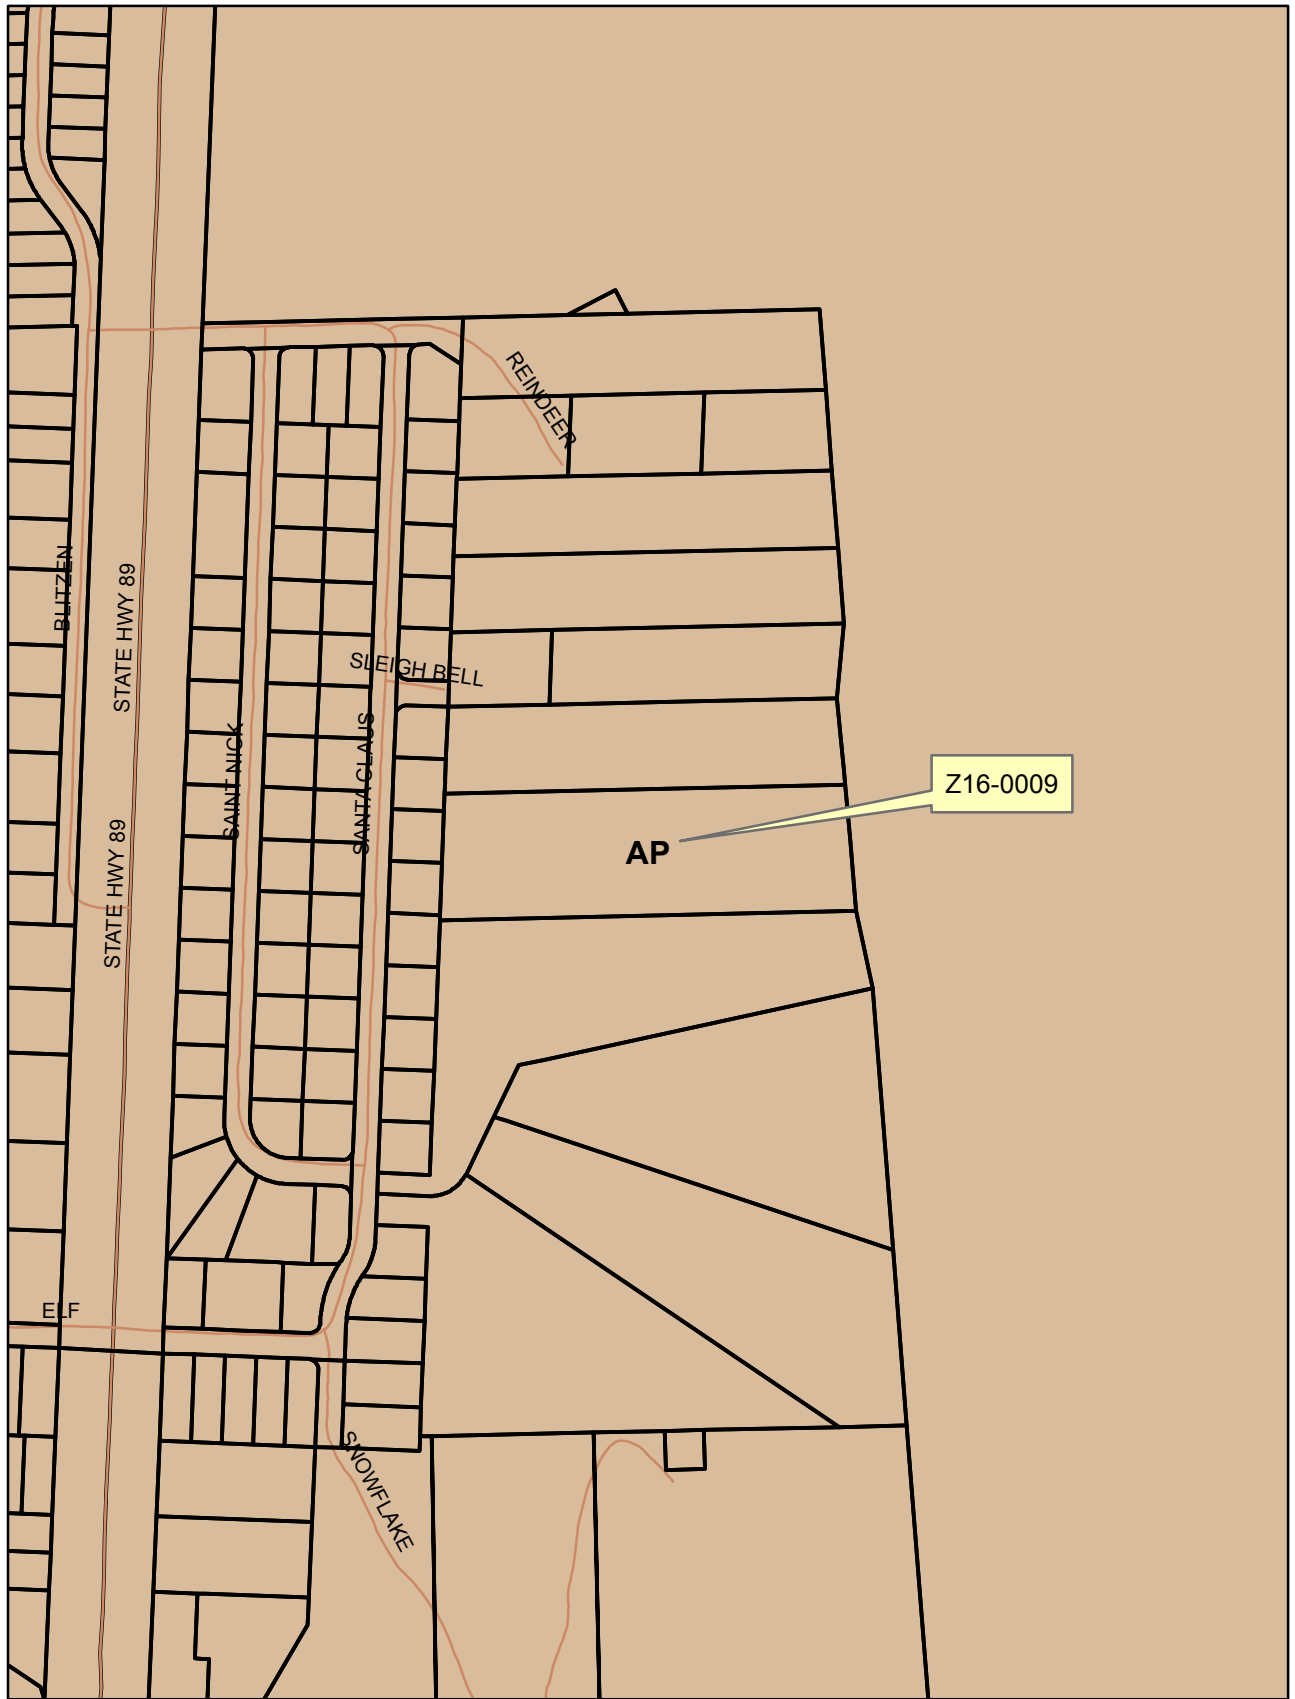 REINDEER
BLITZEN
STATE HWY 89
SLEIGH BELL
SAINT NICK
SANTA CLAUS
Z16-0009
AP
STATE HWY 89
ELF
SNOWFLAKE